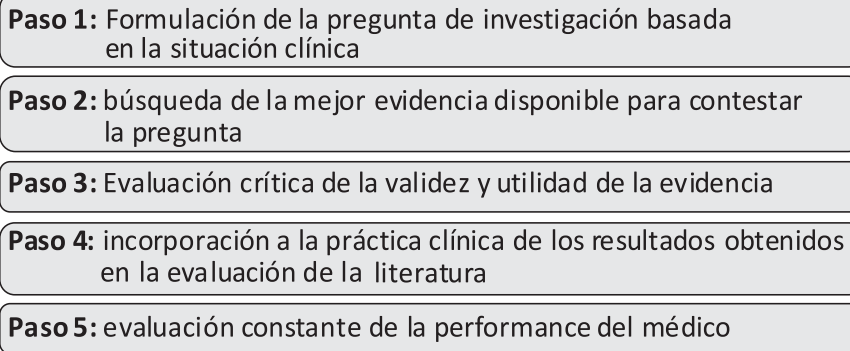 Paso 1: Formulación de la pregunta de investigación basada
en la situación clínica
Paso 2: búsqueda de la mejor evidencia disponible para contestar
la pregunta
Paso 3: Evaluación crítica de la validez y utilidad de la evidencia
Paso 4: incorporación a la práctica clínica de los resultados obtenidos
en la evaluación de la literatura
Paso 5: evaluación constante de la performance del médico